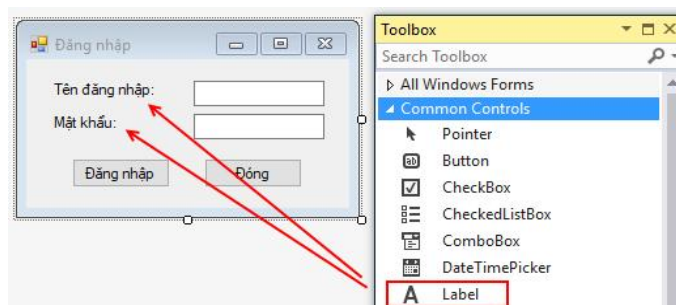 Đăng nhập
Tên đăng nhập:
Mật khẩu:
Đăng nhập
Đóng
Toolbox
Search Toolbox
All Windows Forms
Common Controls
Pointer
Button
CheckBox
CheckedListBox
ComboBox
DateTimePicker
A Label